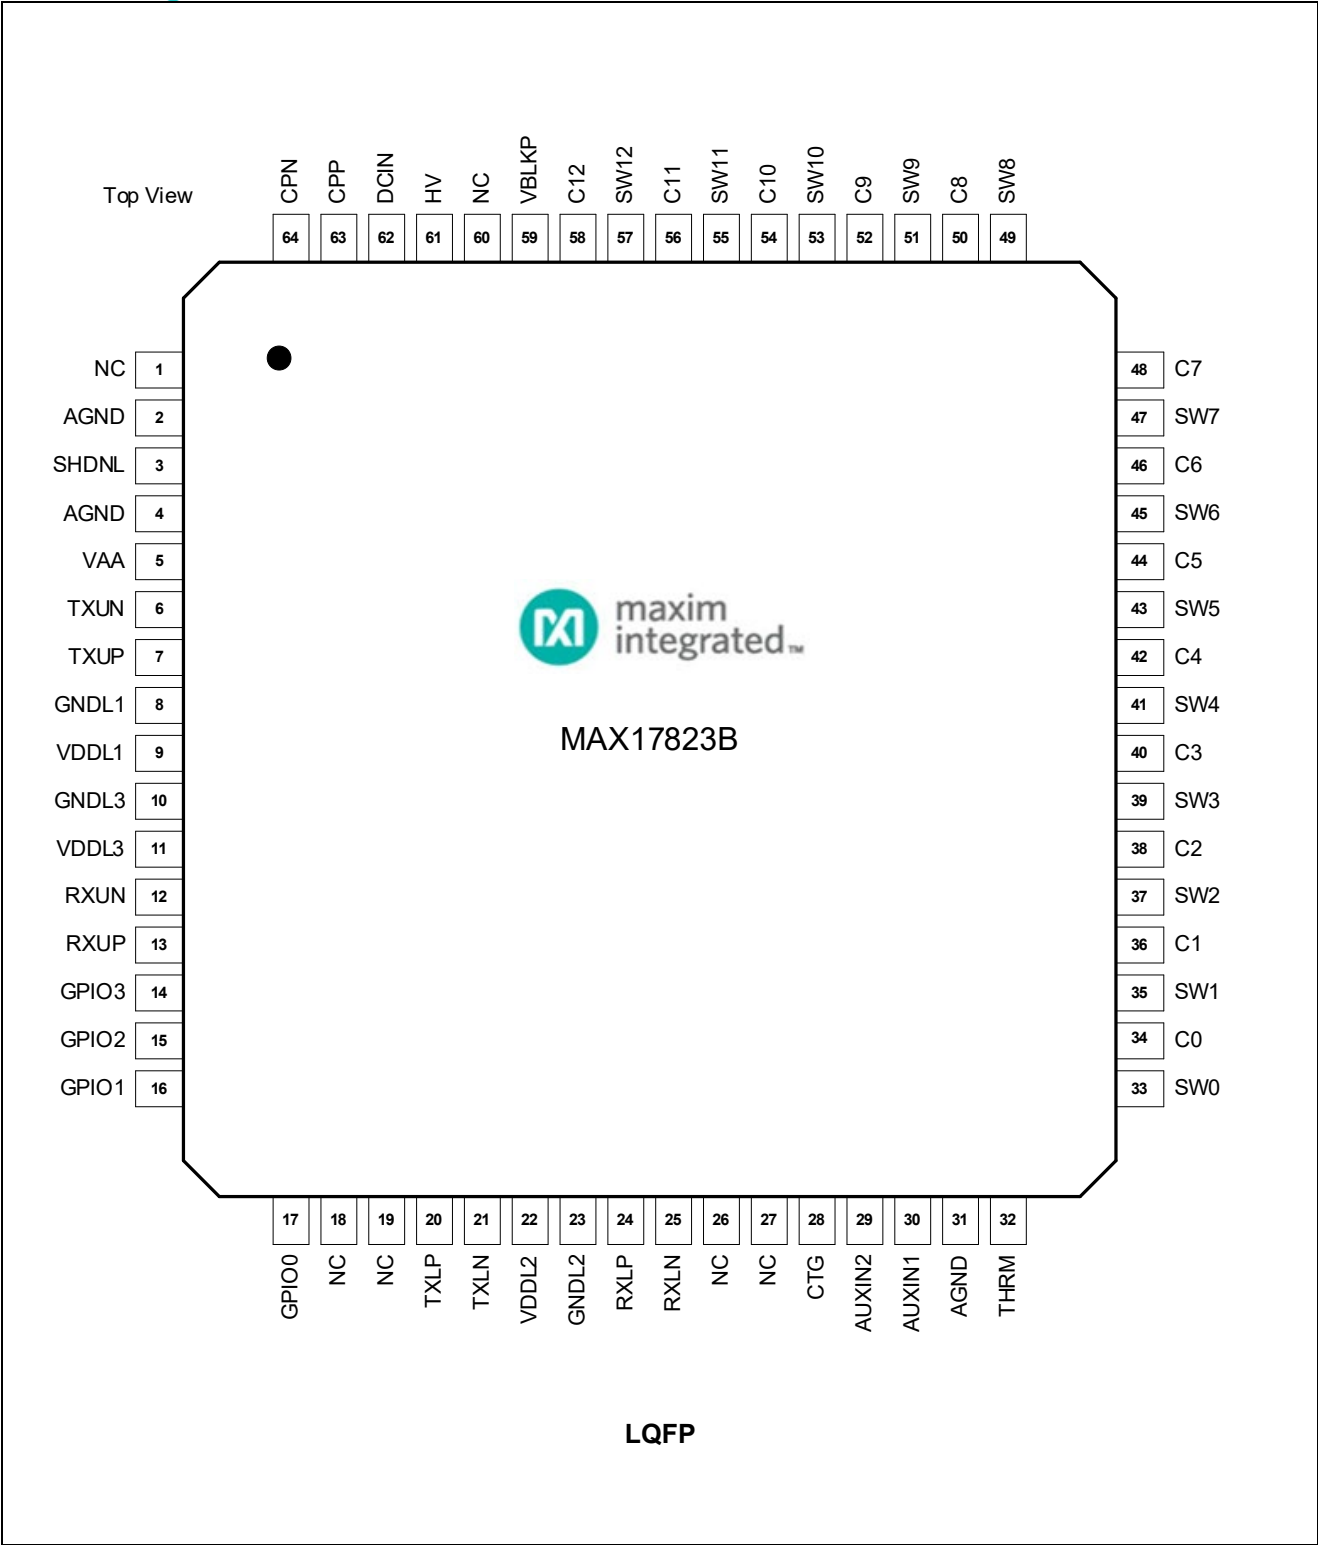 Top View
CPN
CPP
DCIN
HV
NC
VBLKP
C12
SW12
C11
SW11
C10
SW10
C9
SW9
C8
SW8
64
63
62
61
60
59
58
57
56
55
54
53
52
51
50
49
NC 1
AGND 2
SHDNL 3
AGND 4
VAA 5
TXUN 6
TXUP 7
GNDL1 8
VDDL1 9
GNDL3 10
VDDL3 11
RXUN 12
RXUP 13
GPIO3 14
GPIO2 15
GPIO1 16
maxim
integrated™
MAX17823B
48 C7
47 SW7
46 C6
45 SW6
44 C5
43 SW5
42 C4
41 SW4
40 C3
39 SW3
38 C2
37 SW2
36 C1
35 SW1
34 C0
33 SW0
17
18
19
20
21
22
23
24
25
26
27
28
29
30
31
32
GPIO0
NC
NC
TXLP
TXLN
VDDL2
GNDL2
RXLP
RXLN
NC
NC
CTG
AUXIN2
AUXIN1
AGND
THRM
LQFP